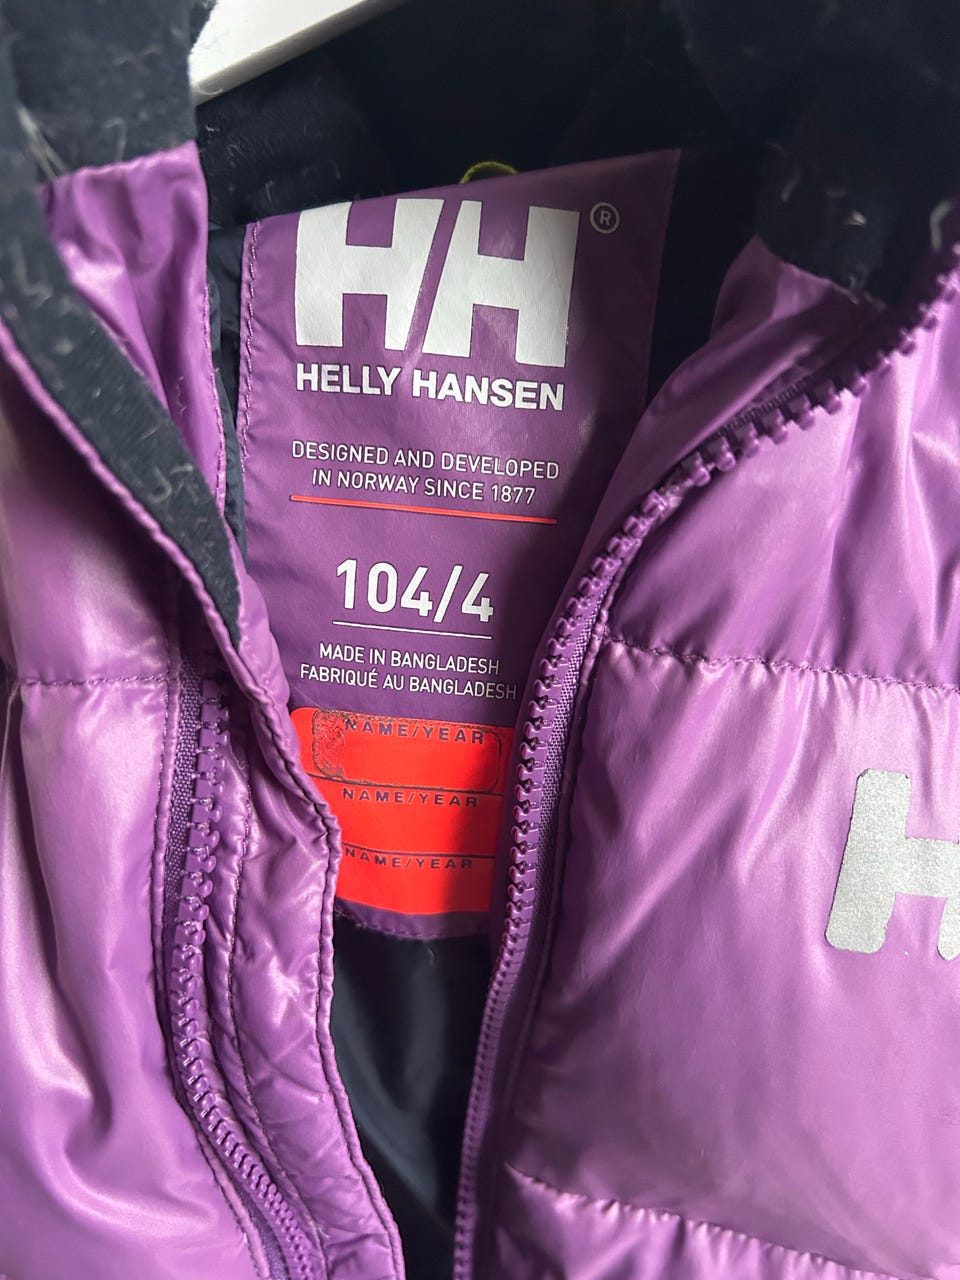 HH ®
HELLY HANSEN
DESIGNED AND DEVELOPED
IN NORWAY SINCE 1877
104/4
MADE IN BANGLADESH
FABRIQUÉ AU BANGLADESH
NAME/YEAR
NAME/YEAR
NAME/YEAR
H